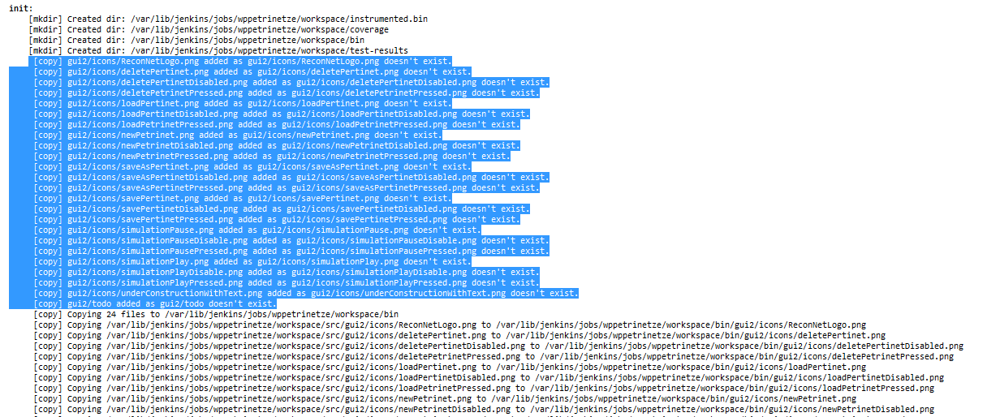 init:
[mkdir] Created dir: /var/lib/jenkins/jobs/wppetrinetze/workspace/instrumented.bin
[mkdir] Created dir: /var/lib/jenkins/jobs/wppetrinetze/workspace/coverage
[mkdir] Created dir: /var/lib/jenkins/jobs/wppetrinetze/workspace/bin
[mkdir] Created dir: /var/lib/jenkins/jobs/wppetrinetze/workspace/test-results
[copy] gui2/icons/ReconNetLogo.png added as gui2/icons/ReconNetLogo.png doesn't exist.
[copy] gui2/icons/deletePertinet.png added as gui2/icons/deletePertinet.png doesn't exist.
[copy] gui2/icons/deletePertinetDisabled.png added as gui2/icons/deletePertinetDisabled.png doesn't exist.
[copy] gui2/icons/deletePetrinetPressed.png added as gui2/icons/deletePetrinetPressed.png doesn't exist.
[copy] gui2/icons/loadPertinet.png added as gui2/icons/loadPertinet.png doesn't exist.
[copy] gui2/icons/loadPertinetDisabled.png added as gui2/icons/loadPertinetDisabled.png doesn't exist.
[copy] gui2/icons/loadPetrinetPressed.png added as gui2/icons/loadPetrinetPressed.png doesn't exist.
[copy] gui2/icons/newPetrinet.png added as gui2/icons/newPetrinet.png doesn't exist.
[copy] gui2/icons/newPetrinetDisabled.png added as gui2/icons/newPetrinetDisabled.png doesn't exist.
[copy] gui2/icons/newPetrinetPressed.png added as gui2/icons/newPetrinetPressed.png doesn't exist.
[copy] gui2/icons/saveAsPertinet.png added as gui2/icons/saveAsPertinet.png doesn't exist.
[copy] gui2/icons/saveAsPertinetDisabled.png added as gui2/icons/saveAsPertinetDisabled.png doesn't exist.
[copy] gui2/icons/saveAsPertinetPressed.png added as gui2/icons/saveAsPertinetPressed.png doesn't exist.
[copy] gui2/icons/savePertinet.png added as gui2/icons/savePertinet.png doesn't exist.
[copy] gui2/icons/savePertinetDisabled.png added as gui2/icons/savePertinetDisabled.png doesn't exist.
[copy] gui2/icons/savePertinetPressed.png added as gui2/icons/savePertinetPressed.png doesn't exist.
[copy] gui2/icons/simulationPause.png added as gui2/icons/simulationPause.png doesn't exist.
[copy] gui2/icons/simulationPauseDisable.png added as gui2/icons/simulationPauseDisable.png doesn't exist.
[copy] gui2/icons/simulationPausePressed.png added as gui2/icons/simulationPausePressed.png doesn't exist.
[copy] gui2/icons/simulationPlay.png added as gui2/icons/simulationPlay.png doesn't exist.
[copy] gui2/icons/simulationPlayDisable.png added as gui2/icons/simulationPlayDisable.png doesn't exist.
[copy] gui2/icons/simulationPlayPressed.png added as gui2/icons/simulationPlayPressed.png doesn't exist.
[copy] gui2/icons/underConstructionWithText.png added as gui2/icons/underConstructionWithText.png doesn't exist.
[copy] gui2/todo added as gui2/todo doesn't exist.
[copy] Copying 24 files to /var/lib/jenkins/jobs/wppetrinetze/workspace/bin
[copy] Copying /var/lib/jenkins/jobs/wppetrinetze/workspace/src/gui2/icons/ReconNetLogo.png to /var/lib/jenkins/jobs/wppetrinetze/workspace/bin/gui2/icons/ReconNetLogo.png
[copy] Copying /var/lib/jenkins/jobs/wppetrinetze/workspace/src/gui2/icons/deletePertinet.png to /var/lib/jenkins/jobs/wppetrinetze/workspace/bin/gui2/icons/deletePertinet.png
[copy] Copying /var/lib/jenkins/jobs/wppetrinetze/workspace/src/gui2/icons/deletePertinetDisabled.png to /var/lib/jenkins/jobs/wppetrinetze/workspace/bin/gui2/icons/deletePertinetDisabled.png
[copy] Copying /var/lib/jenkins/jobs/wppetrinetze/workspace/src/gui2/icons/deletePetrinetPressed.png to /var/lib/jenkins/jobs/wppetrinetze/workspace/bin/gui2/icons/deletePetrinetPressed.png
[copy] Copying /var/lib/jenkins/jobs/wppetrinetze/workspace/src/gui2/icons/loadPertinet.png to /var/lib/jenkins/jobs/wppetrinetze/workspace/bin/gui2/icons/loadPertinet.png
[copy] Copying /var/lib/jenkins/jobs/wppetrinetze/workspace/src/gui2/icons/loadPertinetDisabled.png to /var/lib/jenkins/jobs/wppetrinetze/workspace/bin/gui2/icons/loadPertinetDisabled.png
[copy] Copying /var/lib/jenkins/jobs/wppetrinetze/workspace/src/gui2/icons/loadPetrinetPressed.png to /var/lib/jenkins/jobs/wppetrinetze/workspace/bin/gui2/icons/loadPetrinetPressed.png
[copy] Copying /var/lib/jenkins/jobs/wppetrinetze/workspace/src/gui2/icons/newPetrinet.png to /var/lib/jenkins/jobs/wppetrinetze/workspace/bin/gui2/icons/newPetrinet.png
[copy] Copying /var/lib/jenkins/jobs/wppetrinetze/workspace/src/gui2/icons/newPetrinetDisabled.png to /var/lib/jenkins/jobs/wppetrinetze/workspace/bin/gui2/icons/newPetrinetDisabled.png